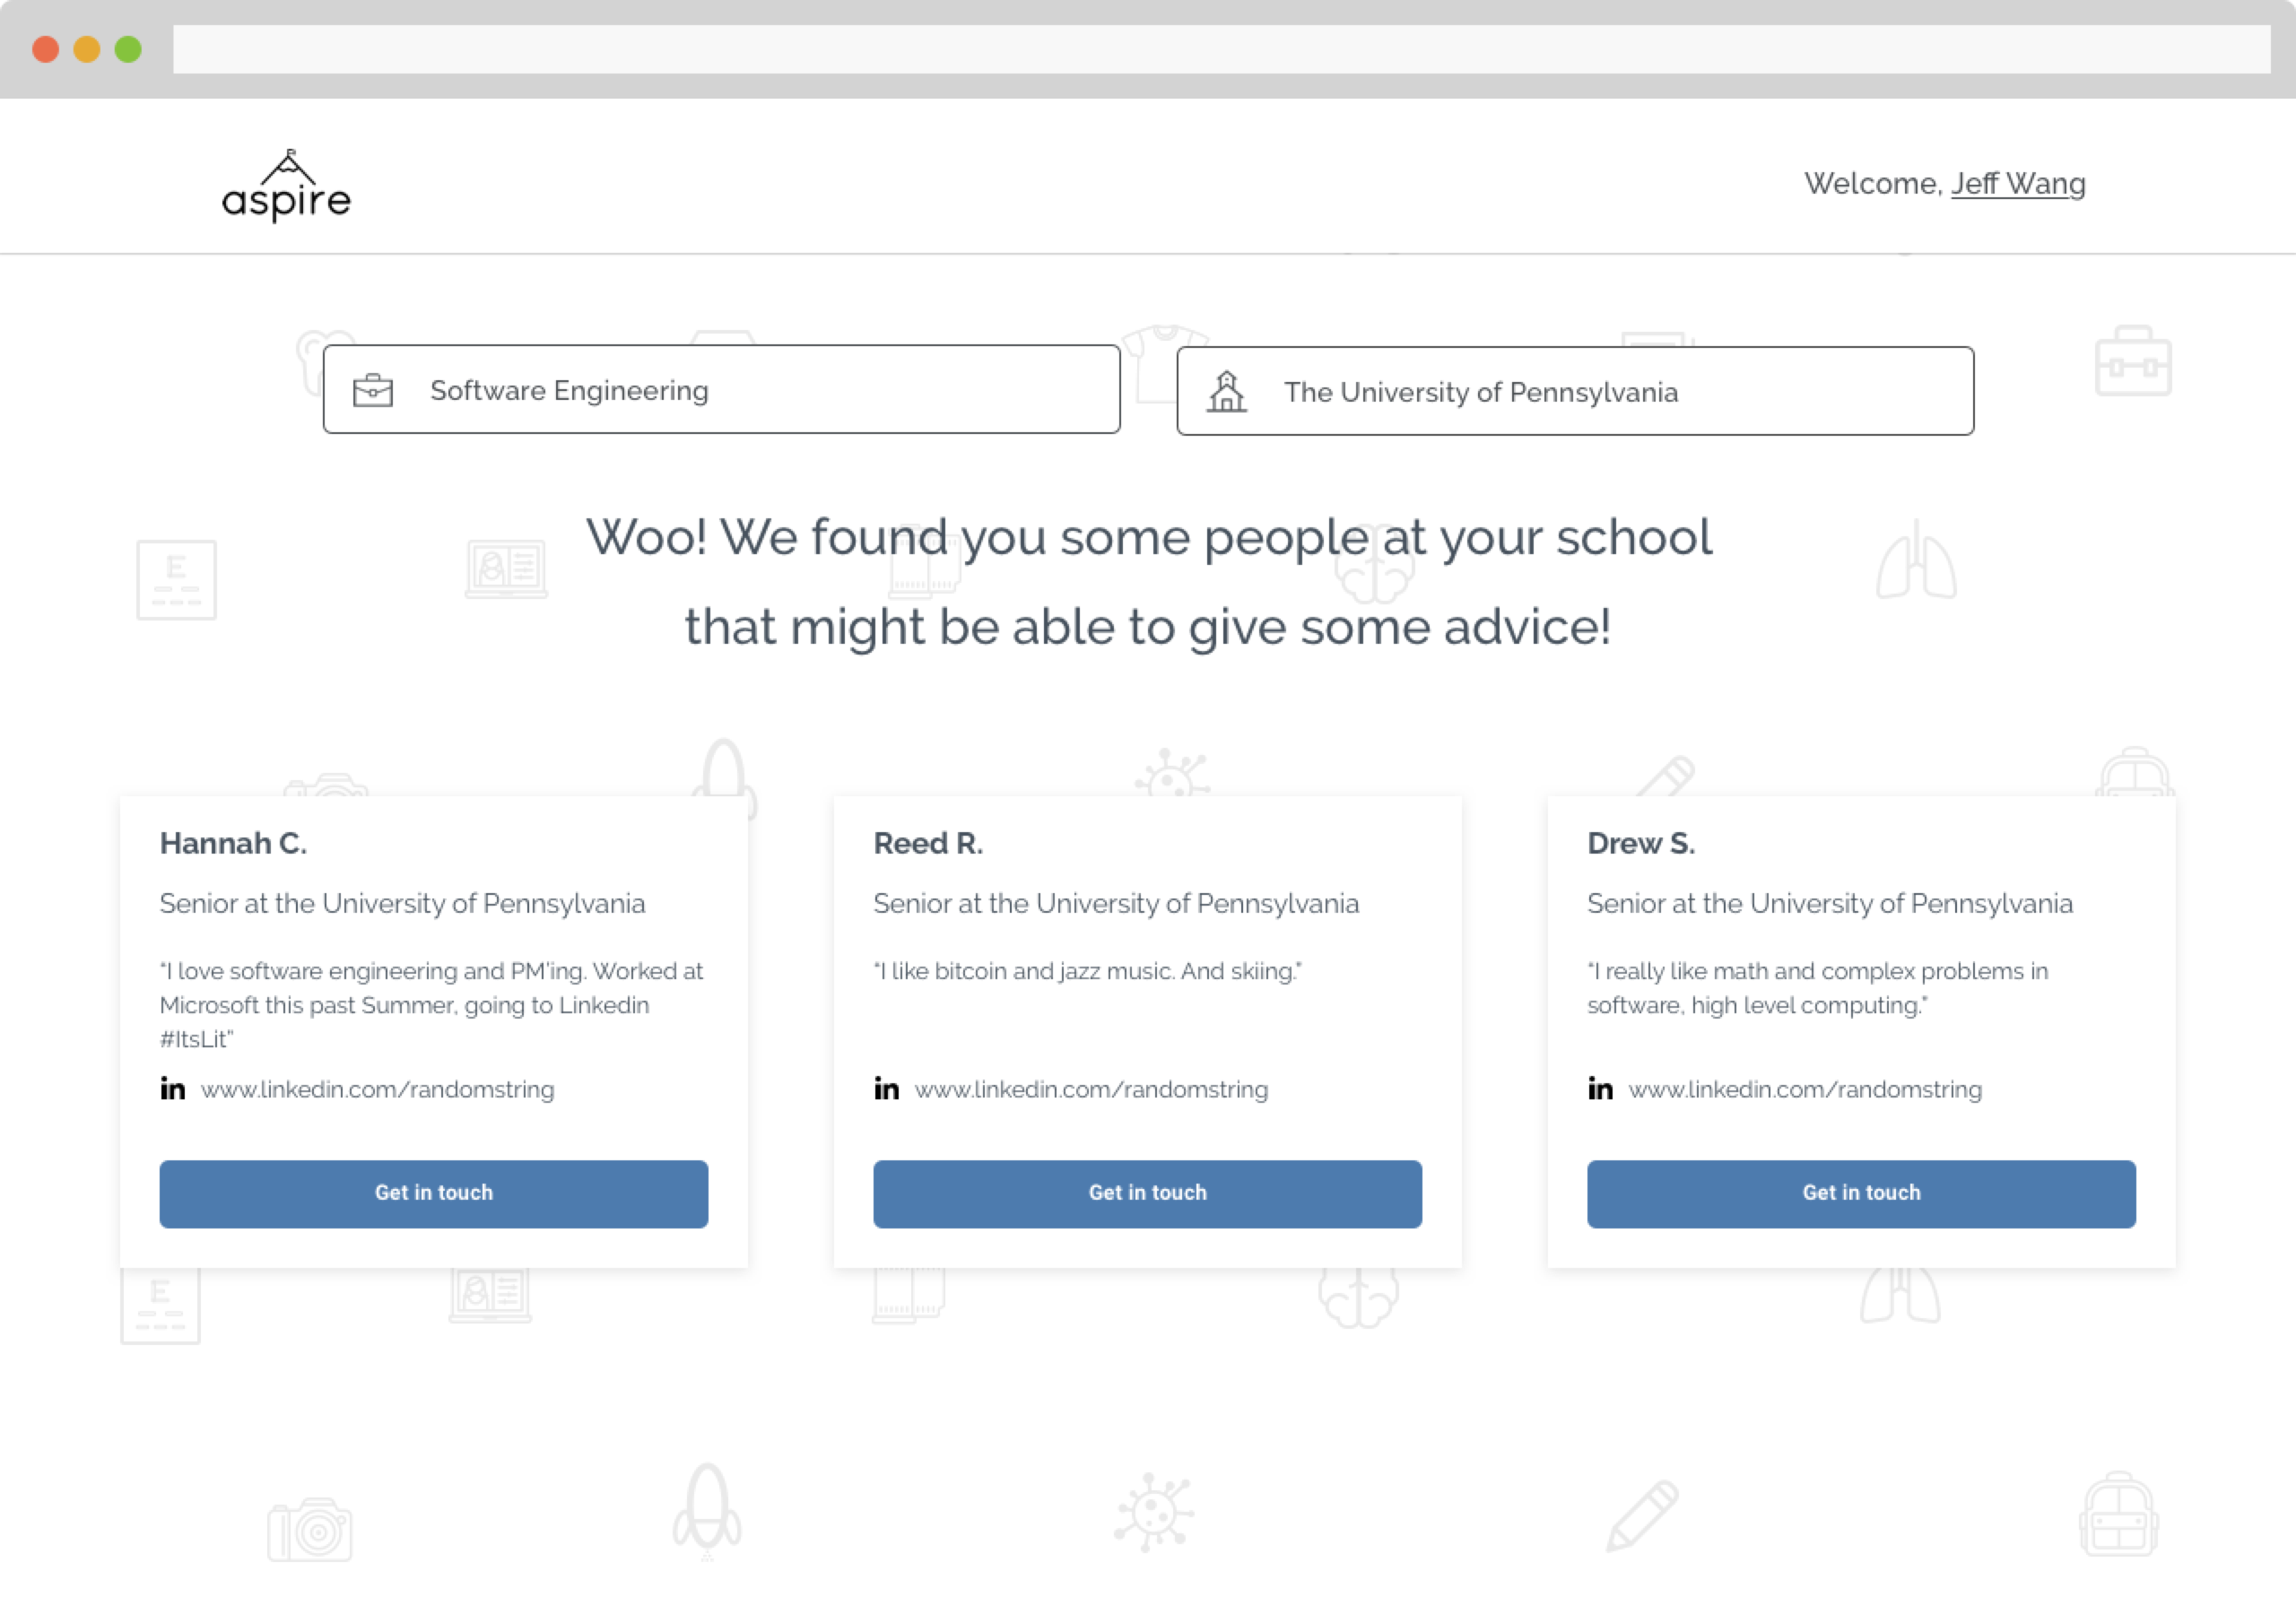 aspire
Welcome, Jeff Wang
Software Engineering
The University of Pennsylvania
Woo! We found you some people at your school
that might be able to give some advice!
Hannah C.
Senior at the University of Pennsylvania
“I love software engineering and PM'ing. Worked at
Microsoft this past Summer, going to Linkedin
#ItsLit”
in www.linkedin.com/randomstring
Get in touch
Reed R.
Senior at the University of Pennsylvania
“I like bitcoin and jazz music. And skiing.”
in www.linkedin.com/randomstring
Get in touch
Drew S.
Senior at the University of Pennsylvania
“I really like math and complex problems in
software, high level computing.”
in www.linkedin.com/randomstring
Get in touch
E
E